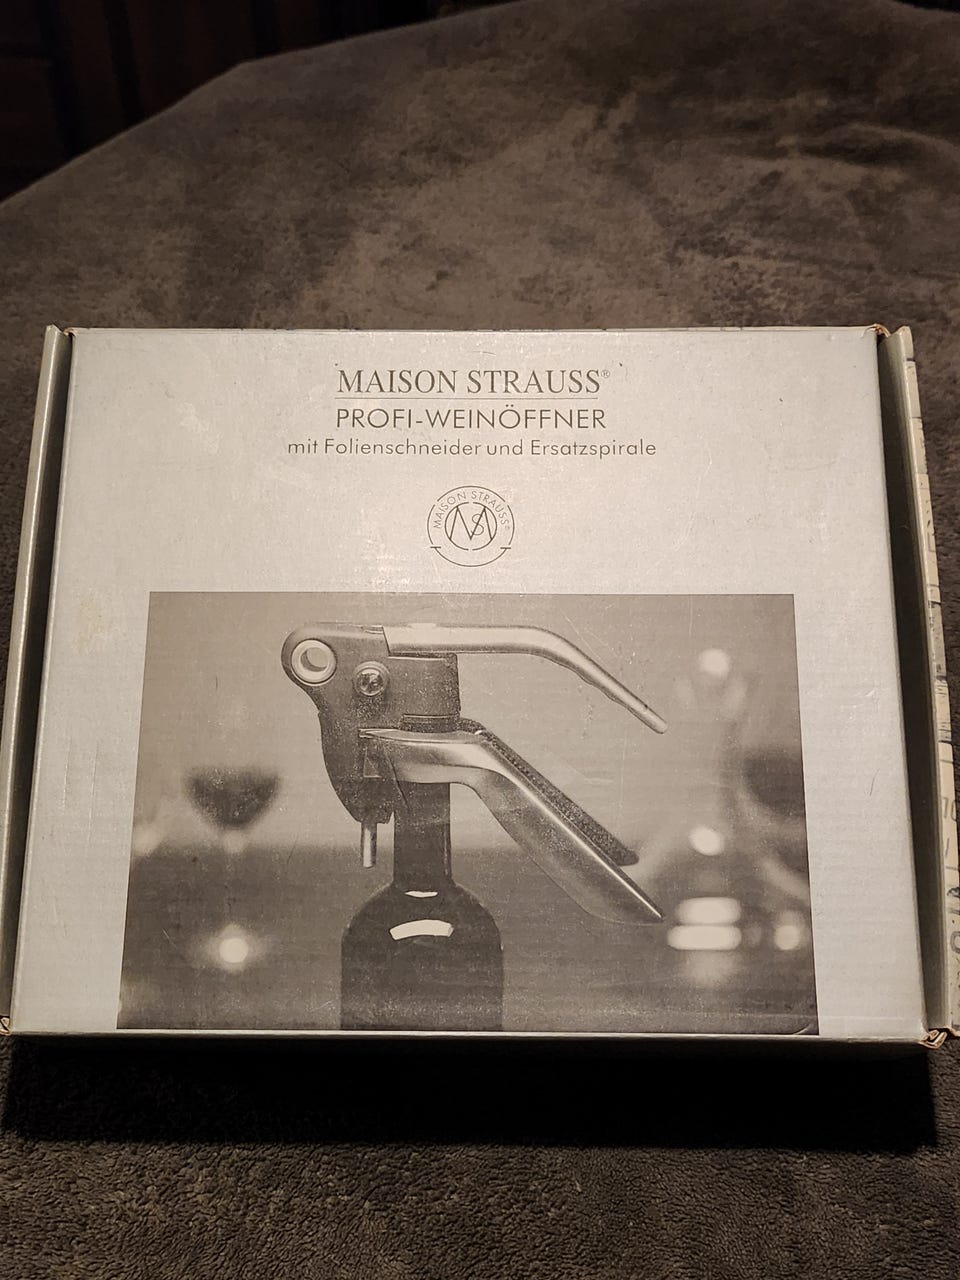 MAISON STRAUSS®
PROFI-WEINÖFFNER
mit Folienschneider und Ersatzspirale
MAISON STRAUSS®
MS